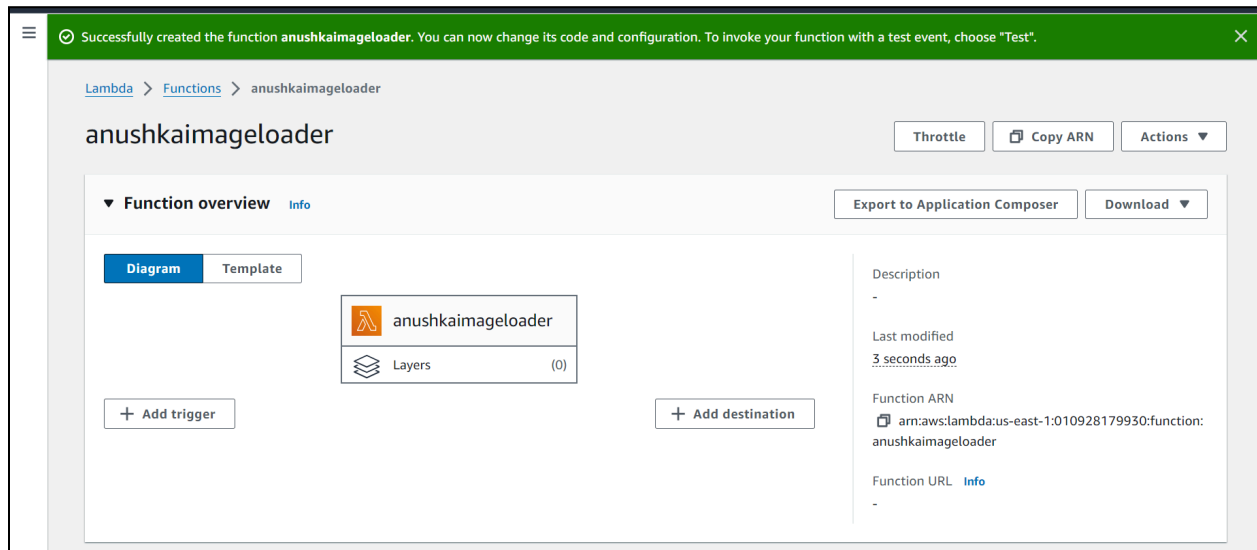 Successfully created the function anushkaimageloader. You can now change its code and configuration. To invoke your function with a test event, choose "Test".
Lambda > Functions > anushkaimageloader
anushkaimageloader
Throttle
Copy ARN
Actions
Function overview Info
Export to Application Composer
Download
Diagram
Template
anushkaimageloader
Layers (0)
+ Add trigger
+ Add destination
Description
-
Last modified
3 seconds ago
Function ARN
arn:aws:lambda:us-east-1:010928179930:function:
anushkaimageloader
Function URL Info
-